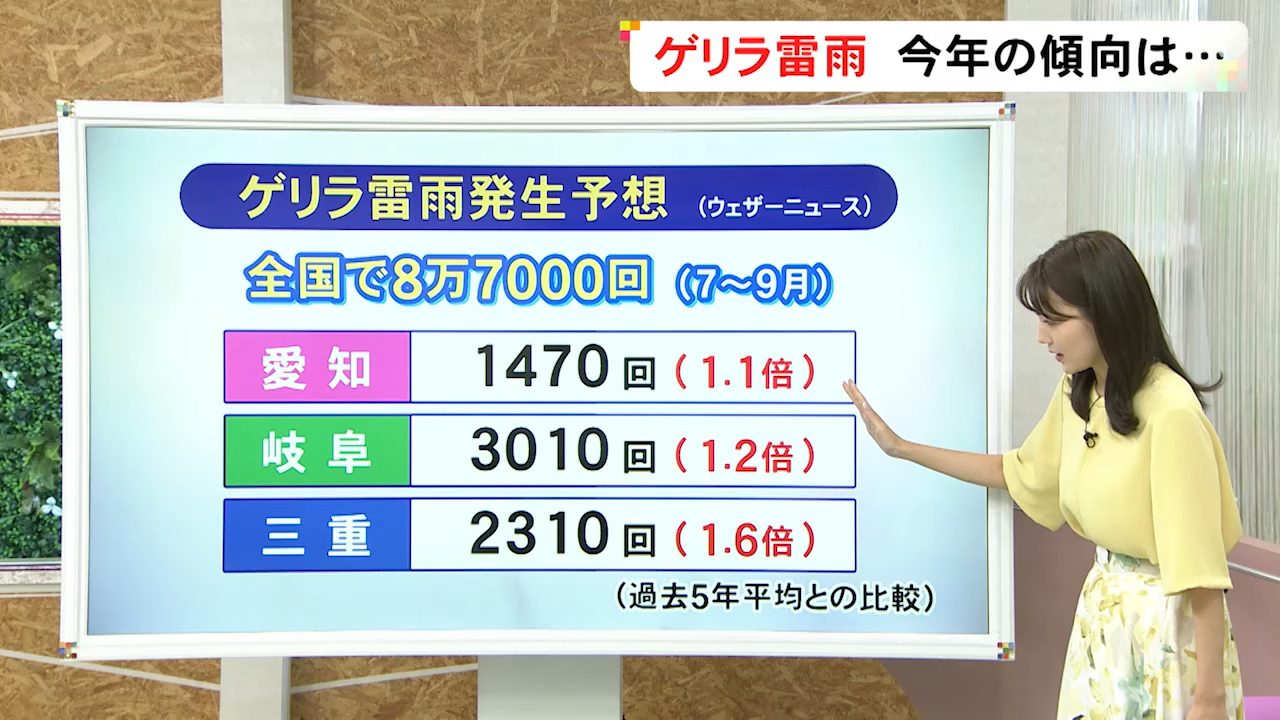 ゲリラ雷雨 今年の傾向は…
ゲリラ雷雨発生予想 (ウェザーニュース)
全国で8万7000回 (7～9月)
愛知 1470回 (1.1倍)
岐阜 3010回 (1.2倍)
三重 2310回 (1.6倍)
(過去5年平均との比較)